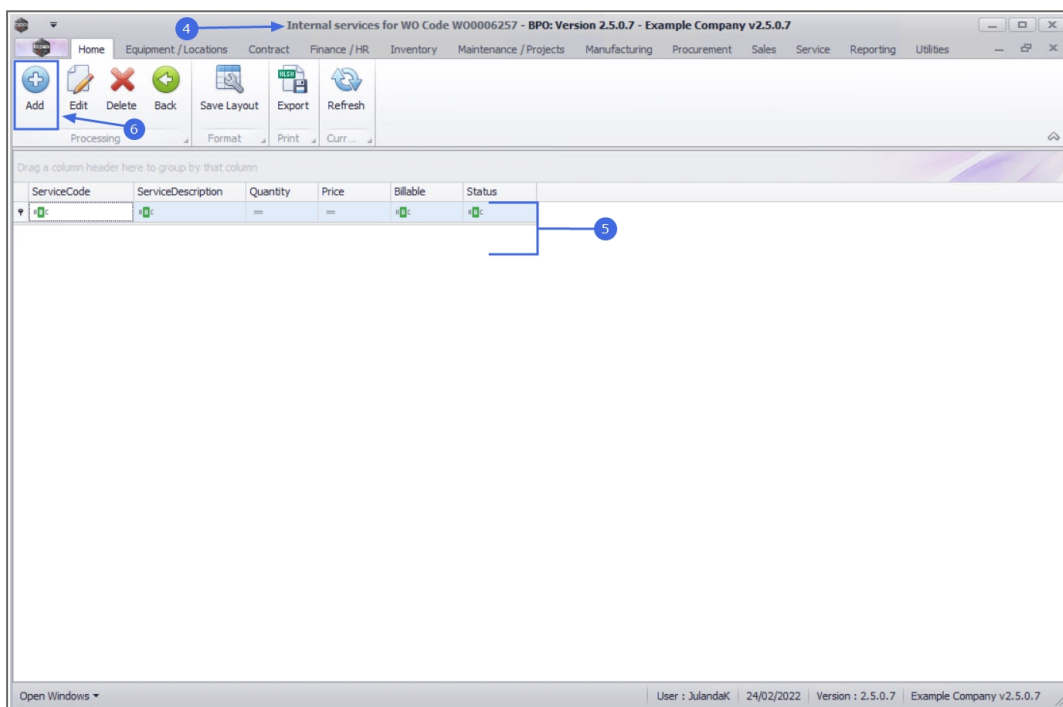 4
Internal services for WO Code WO0006257 - BPO: Version 2.5.0.7 - Example Company v2.5.0.7
Home Equipment / Locations Contract Finance / HR Inventory Maintenance / Projects Manufacturing Procurement Sales Service Reporting Utilities
XLSX
Add Edit Delete Back Save Layout Export Refresh
6
Processing Format Print Curr...
Drag a column header here to group by that column
ServiceCode ServiceDescription Quantity Price Billable Status
= =
5
Open Windows User : JulandaK 24/02/2022 Version : 2.5.0.7 Example Company v2.5.0.7